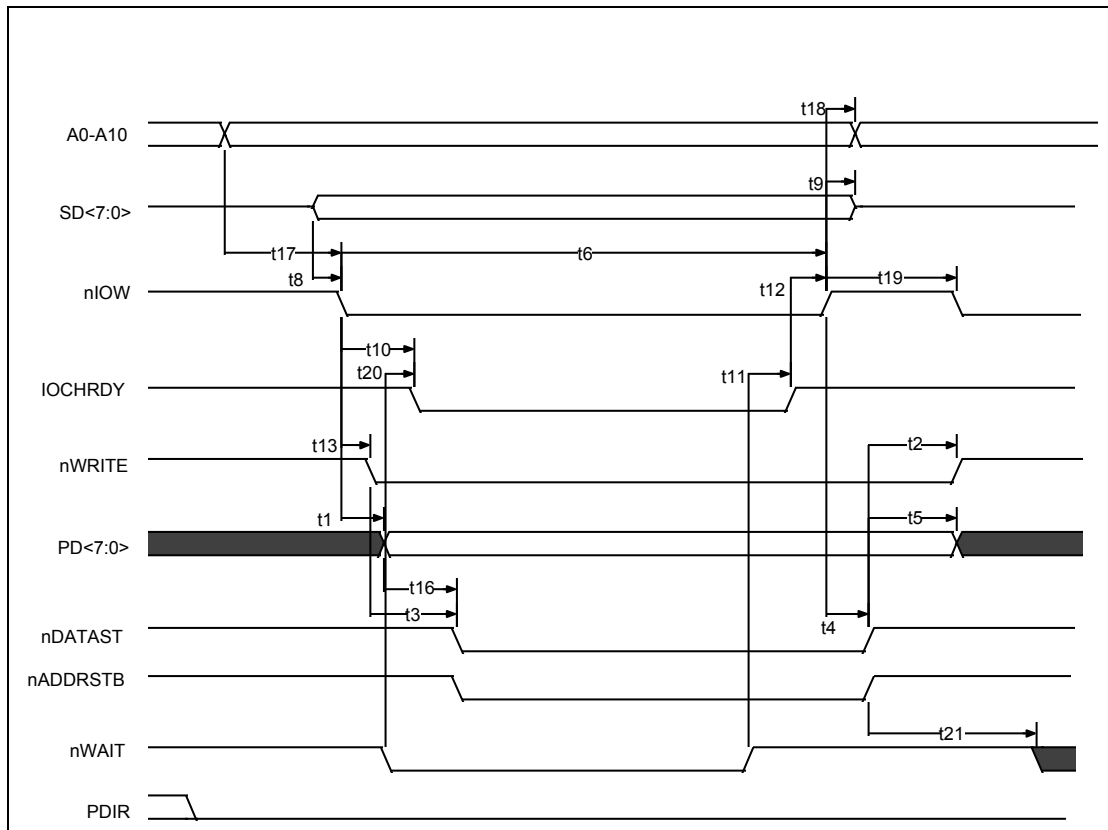 t18
A0-A10
t9
SD<7:0>
t17
t6
t8
t12
t19
nIOW
t10
t20
t11
IOCHRDY
t13
t2
nWRITE
t1
t5
PD<7:0>
t16
t3
t4
nDATAST
nADDRSTB
t21
nWAIT
PDIR